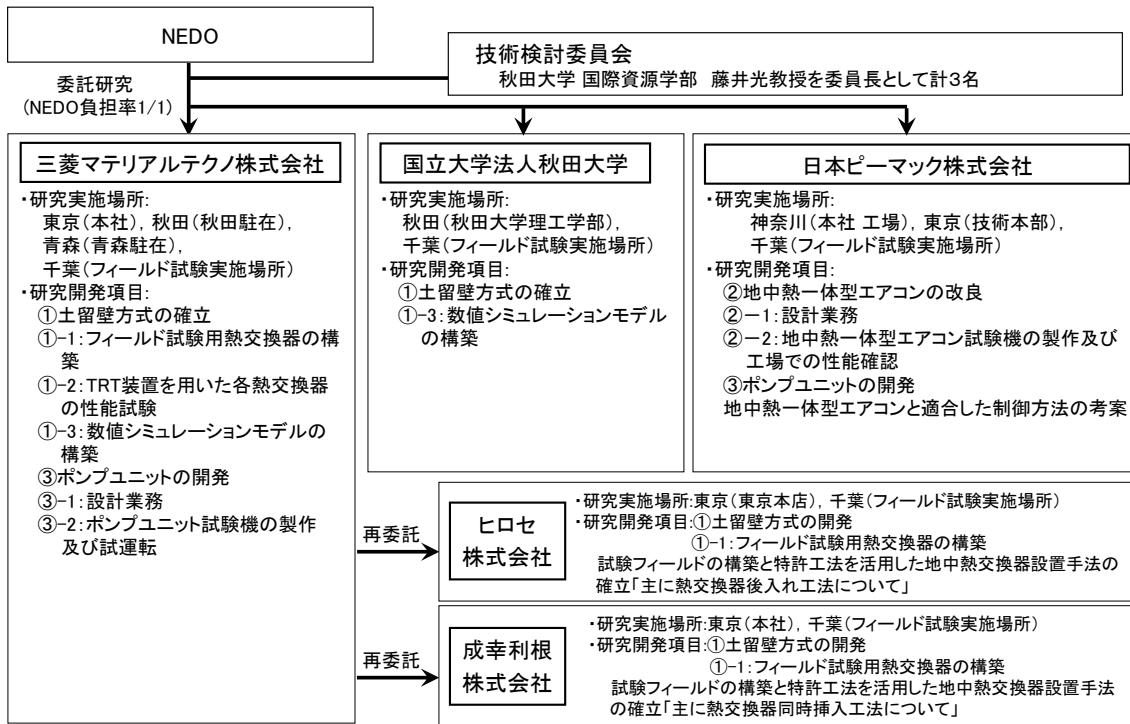 NEDO
技術検討委員会
秋田大学 国際資源学部 藤井光教授を委員長として計3名
委託研究
(NEDO負担率1/1)
三菱マテリアルテクノ株式会社
・研究実施場所:
東京(本社), 秋田(秋田駐在),
青森(青森駐在),
千葉(フィールド試験実施場所)
・研究開発項目:
①土留壁方式の確立
①-1:フィールド試験用熱交換器の構
築
①-2:TRT装置を用いた各熱交換器
の性能試験
①-3:数値シミュレーションモデルの
構築
③ポンプユニットの開発
③-1:設計業務
③-2:ポンプユニット試験機の製作
及び試運転
国立大学法人秋田大学
・研究実施場所:
秋田(秋田大学理工学部),
千葉(フィールド試験実施場所)
・研究開発項目:
①土留壁方式の確立
①-3:数値シミュレーションモデル
の構築
日本ピーマック株式会社
・研究実施場所:
神奈川(本社 工場), 東京(技術本部),
千葉(フィールド試験実施場所)
・研究開発項目:
②地中熱一体型エアコンの改良
②－1:設計業務
②－2:地中熱一体型エアコン試験機の製作及び
工場での性能確認
③ポンプユニットの開発
地中熱一体型エアコンと適合した制御方法の考案
再委託
ヒロセ
株式会社
・研究実施場所:東京(東京本店), 千葉(フィールド試験実施場所)
・研究開発項目:①土留壁方式の開発
①-1:フィールド試験用熱交換器の構築
試験フィールドの構築と特許工法を活用した地中熱交換器設置手法の
確立「主に熱交換器後入れ工法について」
再委託
成幸利根
株式会社
・研究実施場所:東京(本社), 千葉(フィールド試験実施場所)
・研究開発項目:①土留壁方式の開発
①-1:フィールド試験用熱交換器の構築
試験フィールドの構築と特許工法を活用した地中熱交換器設置手法
の確立「主に熱交換器同時挿入工法について」